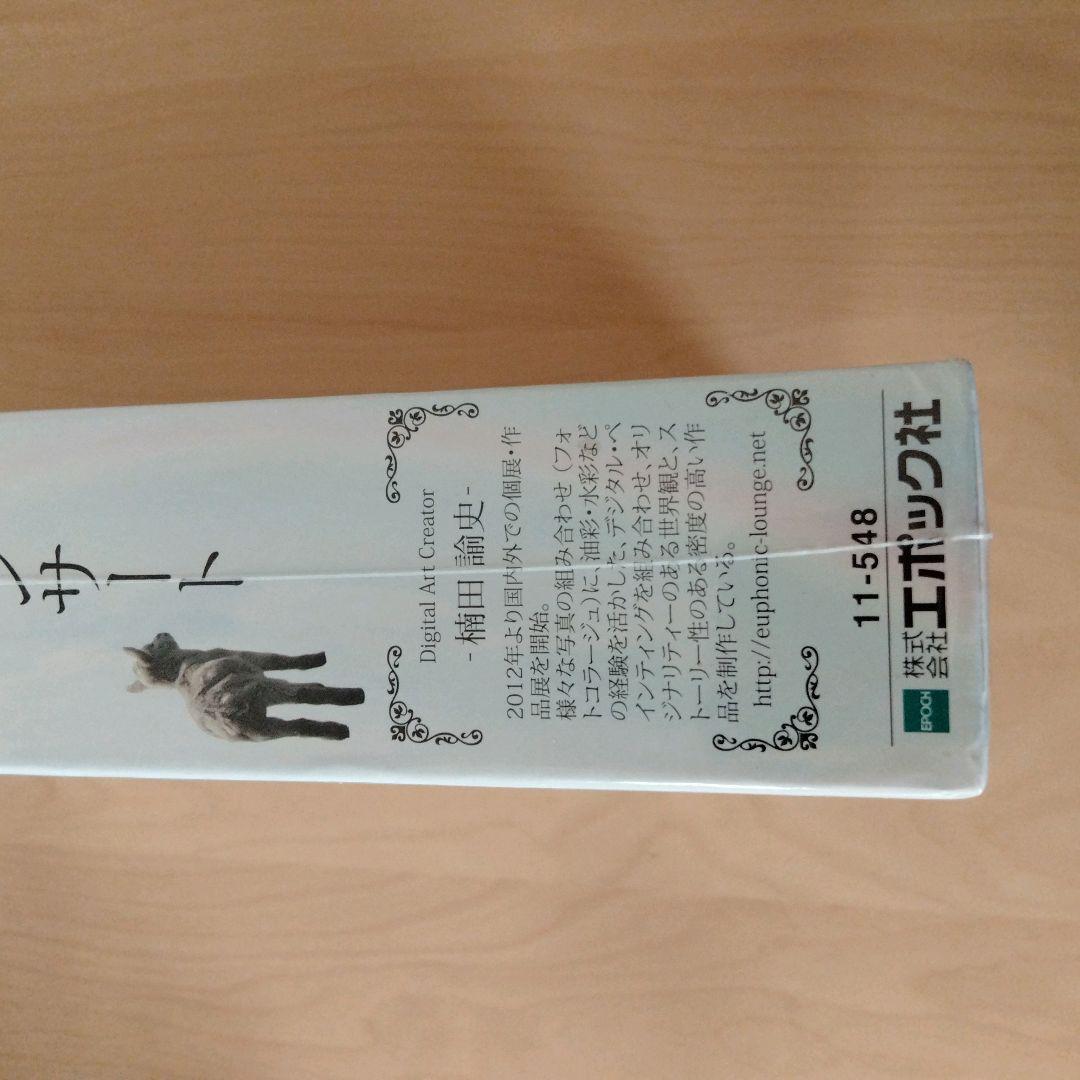 サート
Digital Art Creator
- 楠田 諭史 -
2012年より国内外での個展・作
品展を開始。
様々な写真の組み合わせ（フォ
トコラージュ）に、油彩・水彩など
の経験を活かした、デジタル・ペ
インティングを組み合わせ、オリ
ジナリティーのある世界観と、ス
トーリー性のある密度の高い作
品を制作している。
http://euphonic-lounge.net
11-548
EPOCH 株式会社エポック社